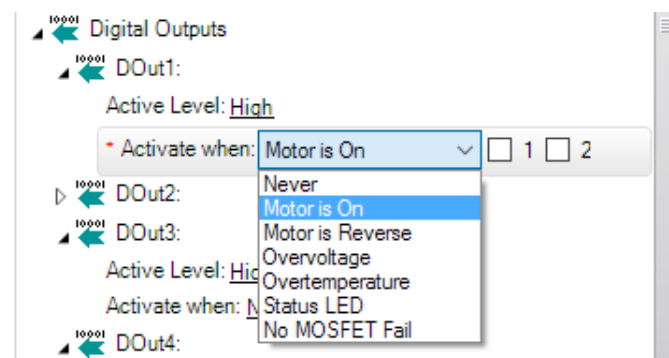 Digital Outputs
DOut1:
Active Level: High
* Activate when: Motor is On 1 2
Never
DOut2:
Motor is On
DOut3:
Motor is Reverse
Overvoltage
Active Level:
Overtemperature
Activate when: Status LED
No MOSFET Fail
DOut4: